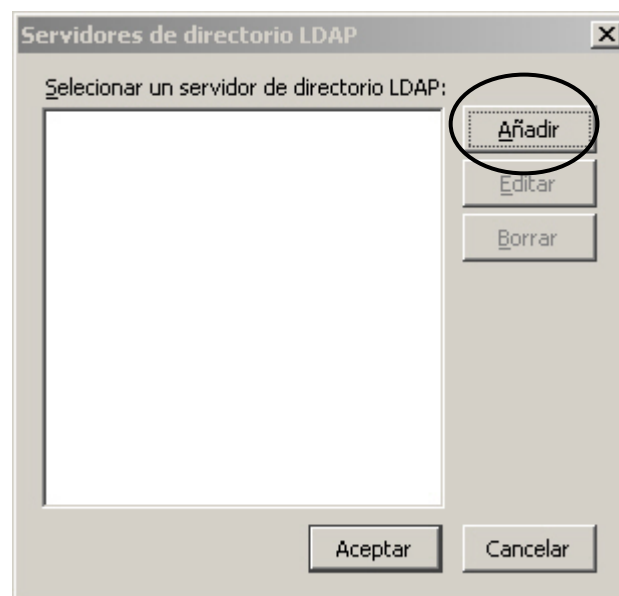 Servidores de directorio LDAP
Selecionar un servidor de directorio LDAP:
Añadir
Editar
Borrar
Aceptar
Cancelar